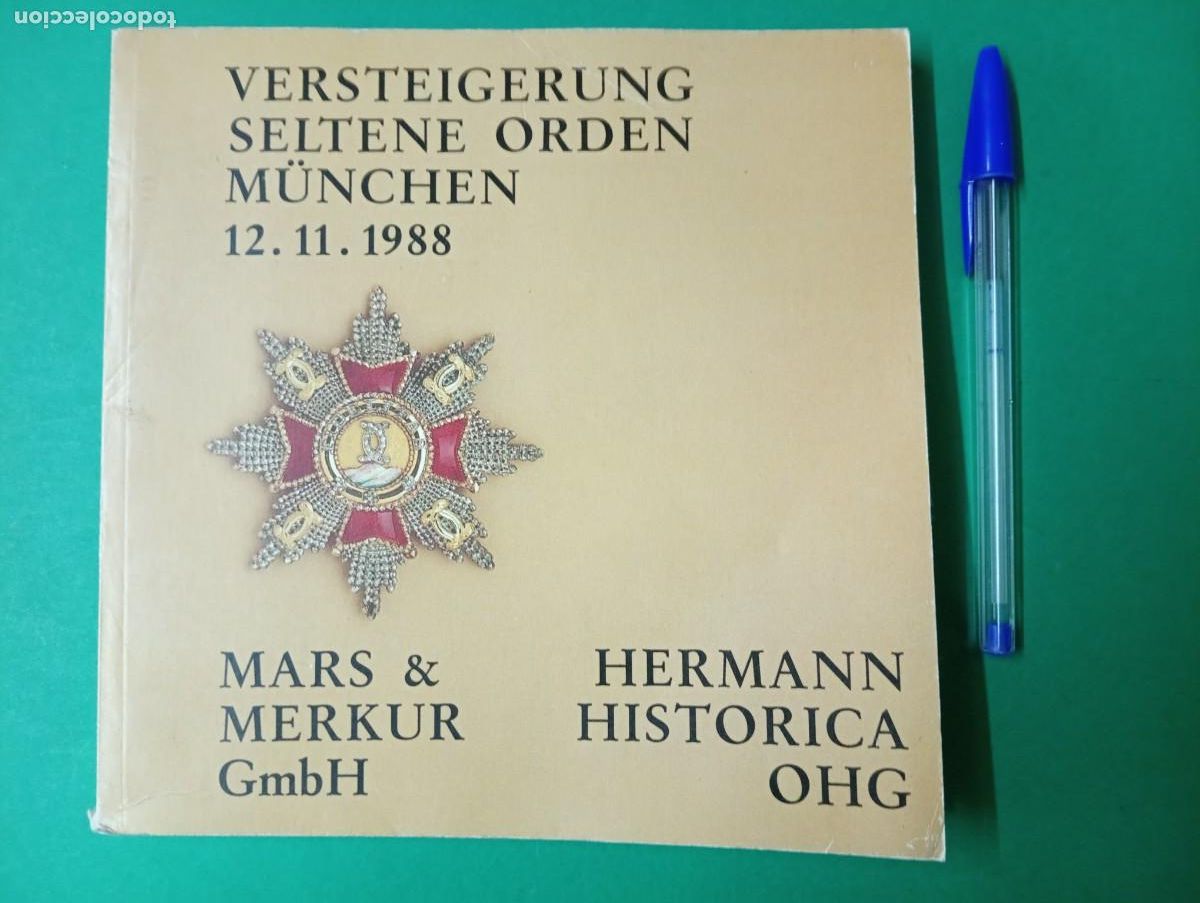 todocoleccion
VERSTEIGERUNG
SELTENE ORDEN
MÜNCHEN
12.11.1988
MARS &
MERKUR
GmbH
HERMANN
HISTORICA
OHG